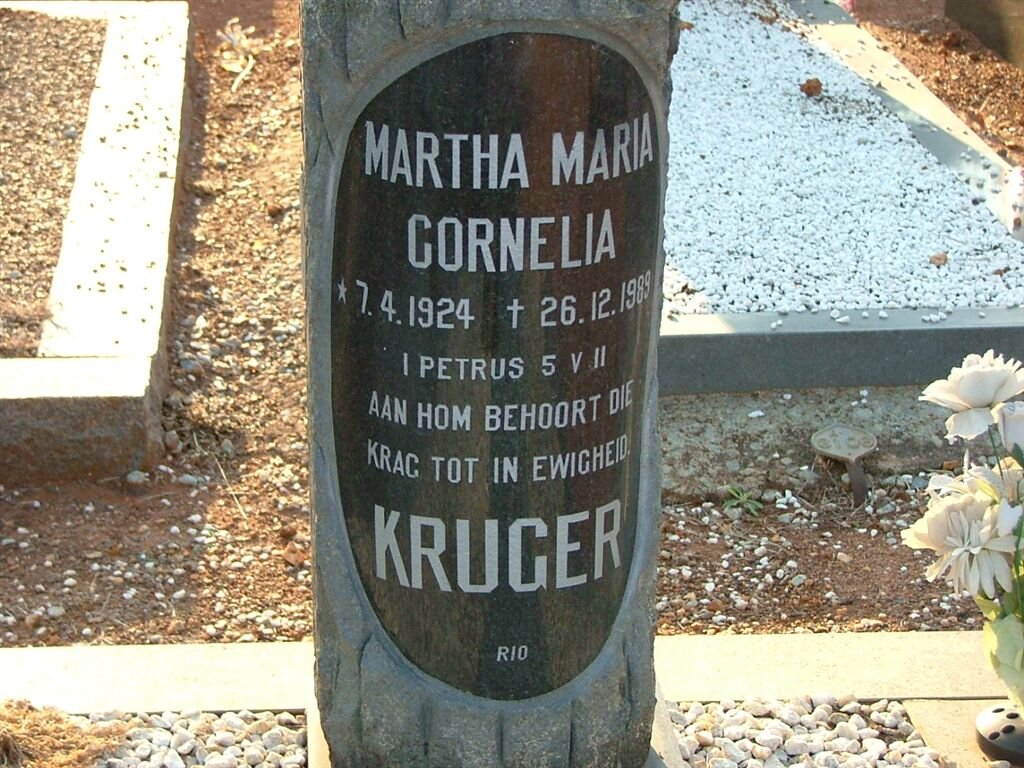 MARTHA MARIA
CORNELIA
* 7.4.1924 † 26.12.1989
I PETRUS 5 V 11
AAN HOM BEHOORT DIE
KRAG TOT IN EWIGHEID.
KRUGER
RIO